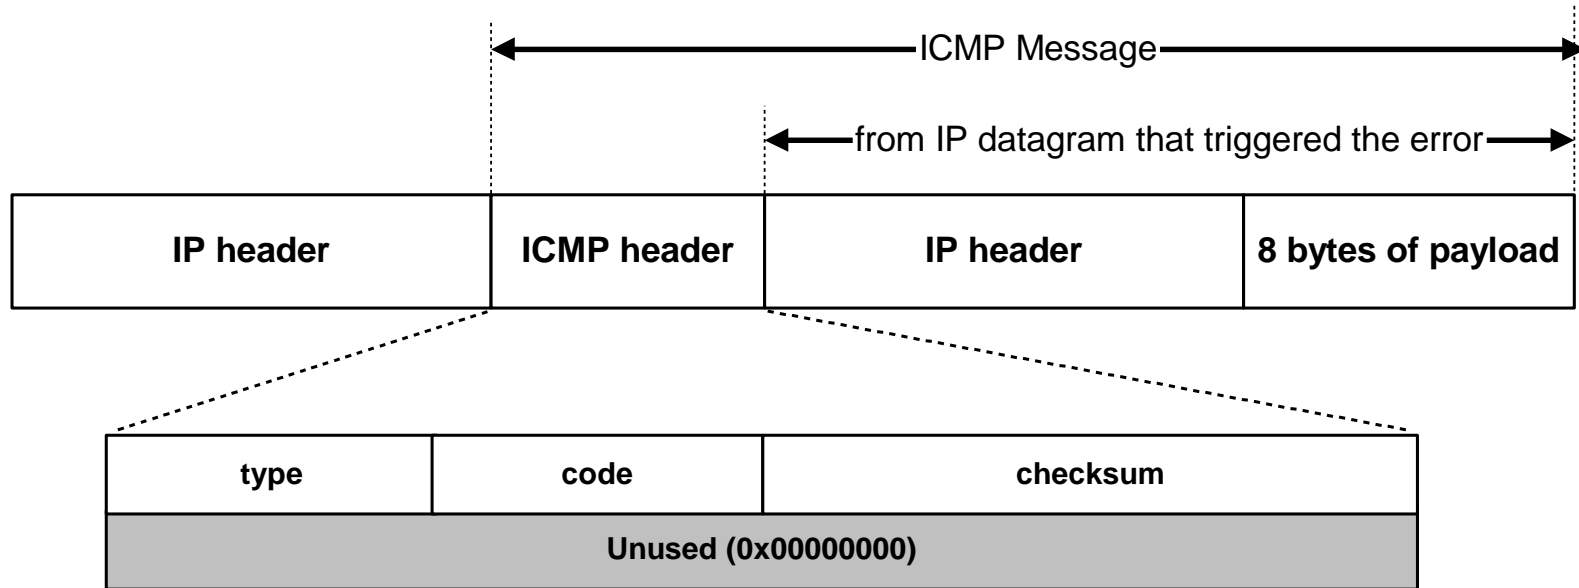 ICMP Message
from IP datagram that triggered the error
IP header
ICMP header
IP header
8 bytes of payload
type
code
checksum
Unused (0x00000000)